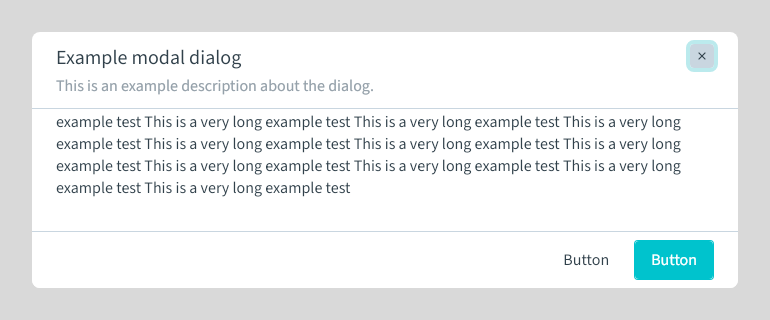 Example modal dialog
×
This is an example description about the dialog.
example test This is a very long example test This is a very long example test This is a very long
example test This is a very long example test This is a very long example test This is a very long
example test This is a very long example test This is a very long example test This is a very long
example test This is a very long example test
Button
Button